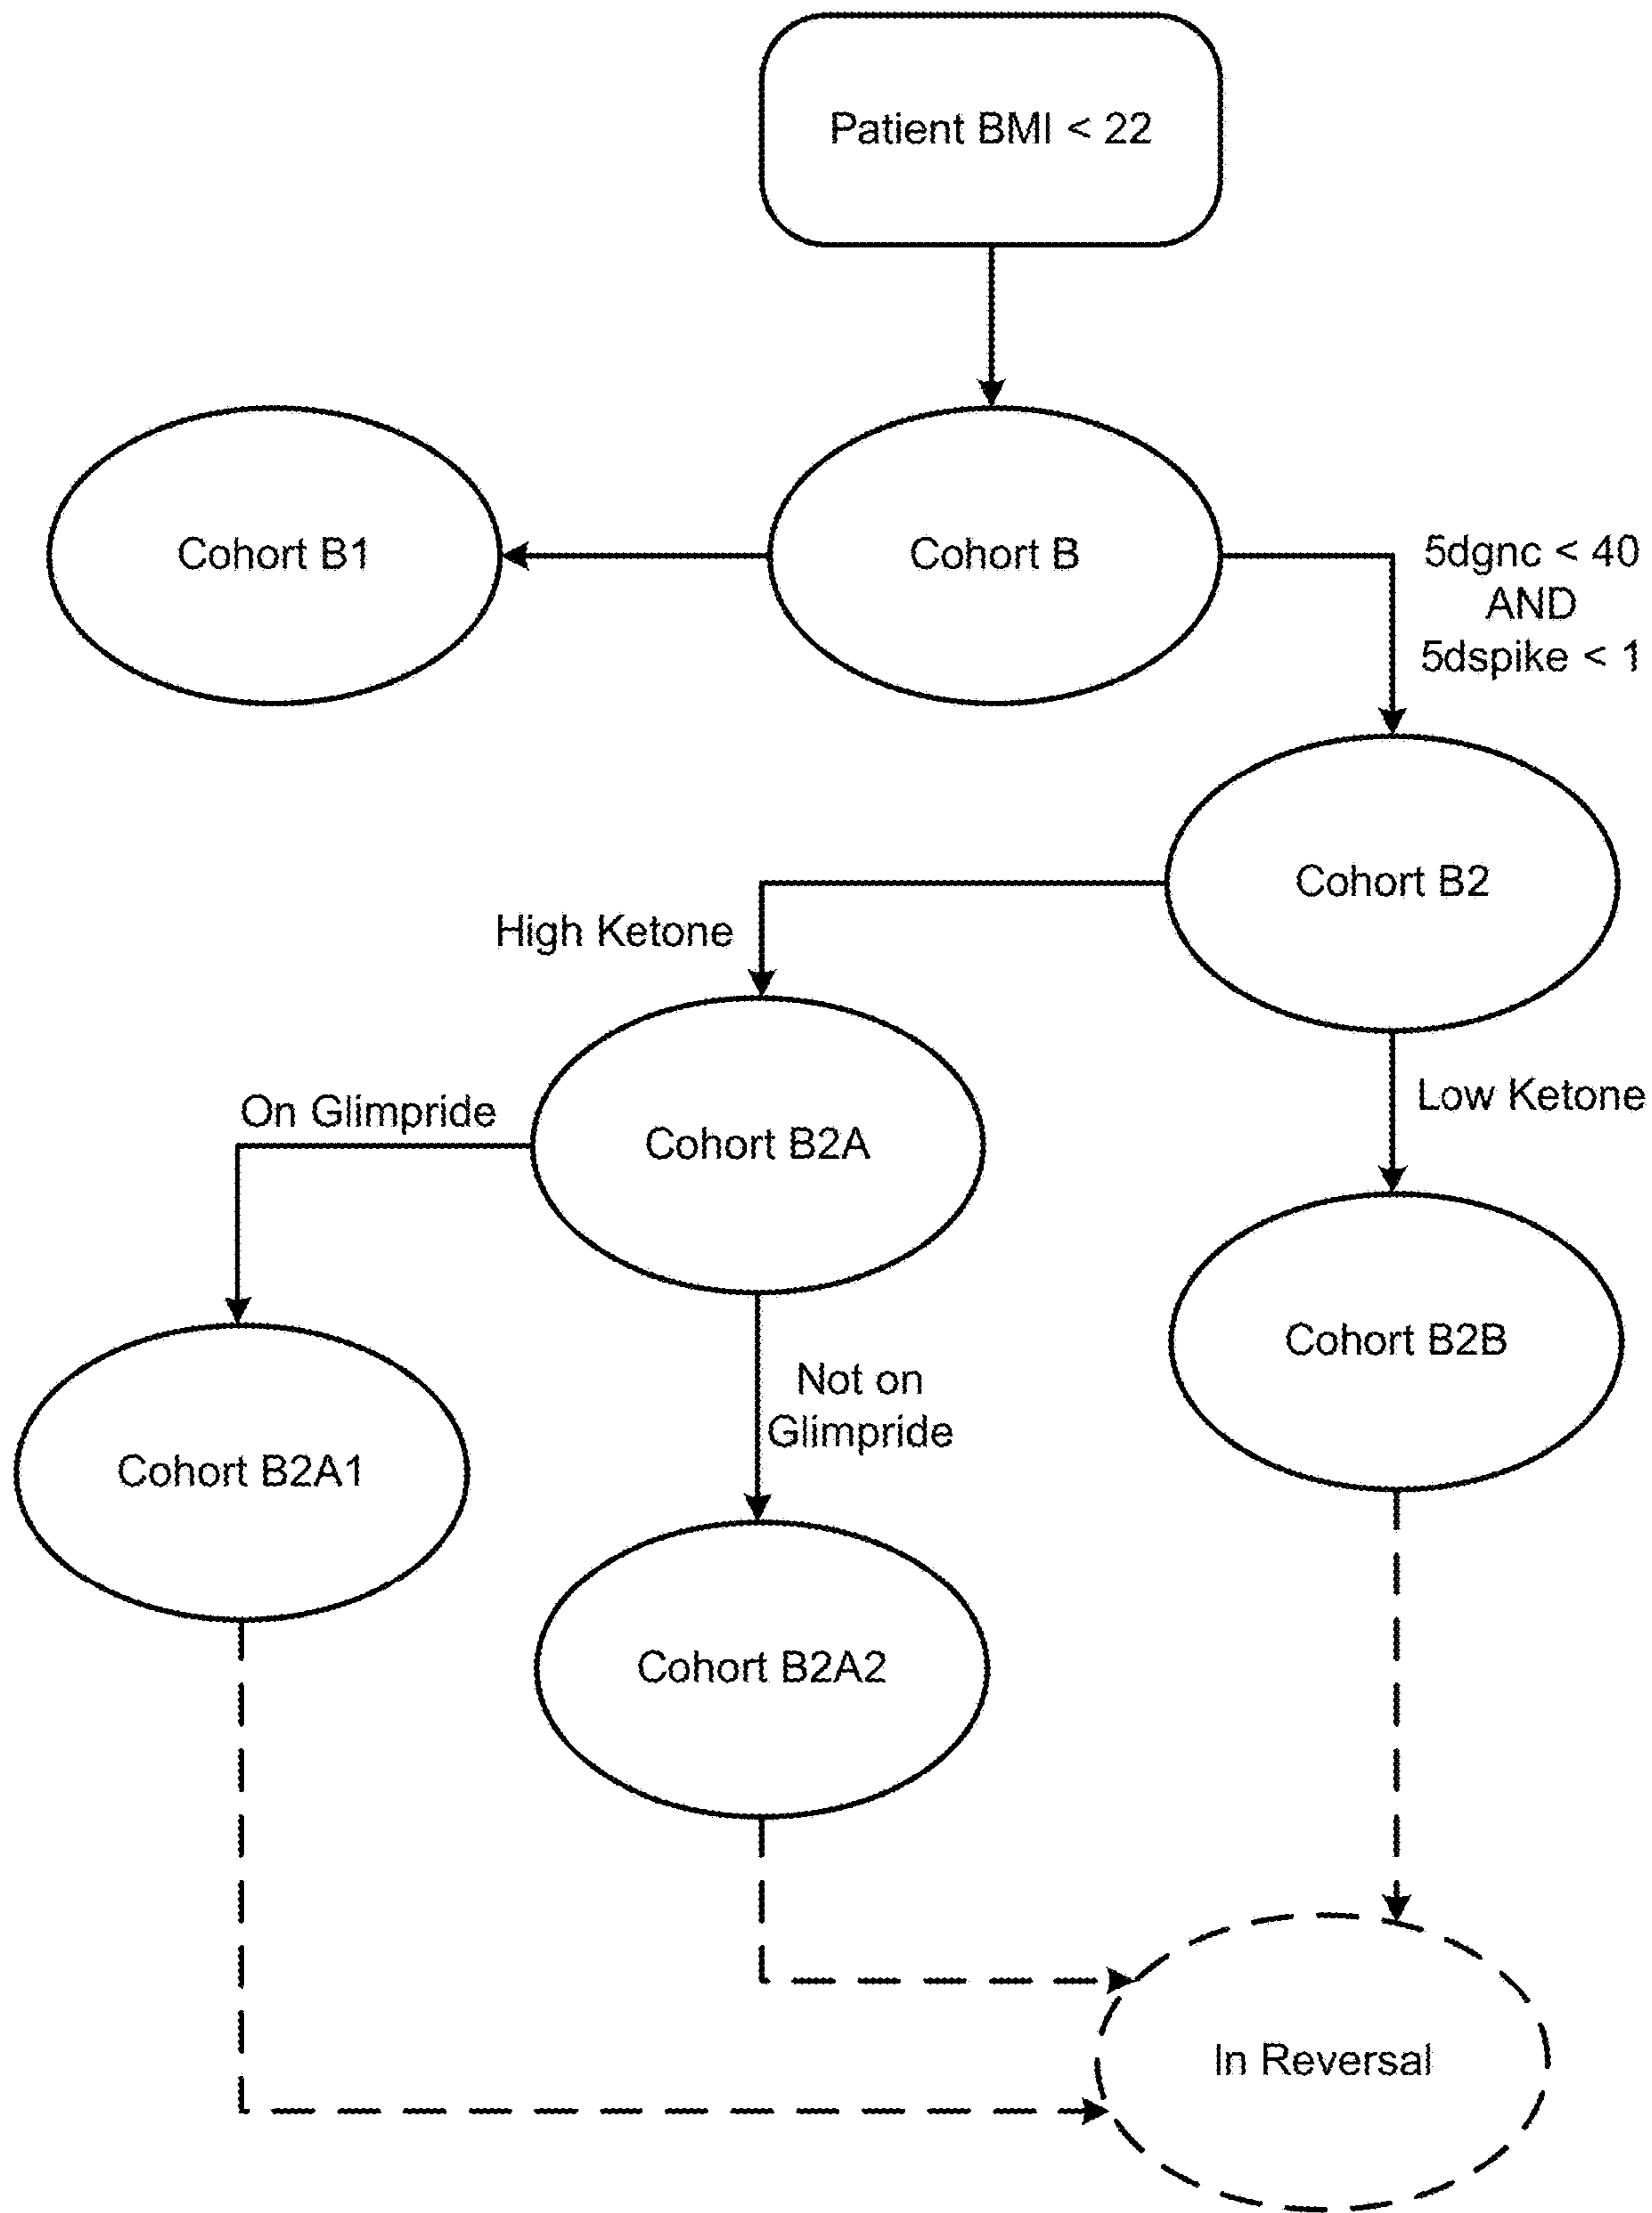 Patient BMI < 22
Cohort B1
Cohort B
5dgnc < 40
AND
5dspike < 1
Cohort B2
High Ketone
Low Ketone
On Glimpride
Cohort B2A
Cohort B2B
Not on
Glimpride
Cohort B2A1
Cohort B2A2
In Reversal